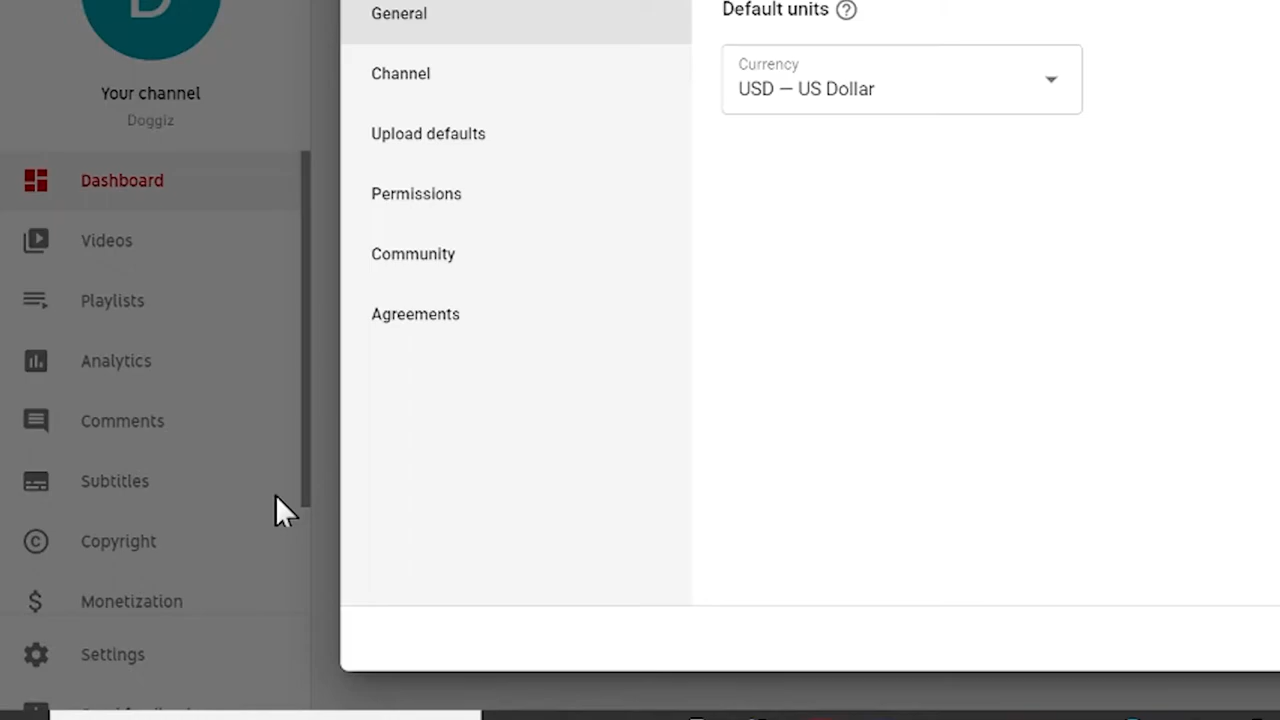 D
Your channel
Doggiz
Dashboard
Videos
Playlists
Analytics
Comments
Subtitles
Copyright
Monetization
Settings
General
Channel
Upload defaults
Permissions
Community
Agreements
Default units
Currency
USD — US Dollar